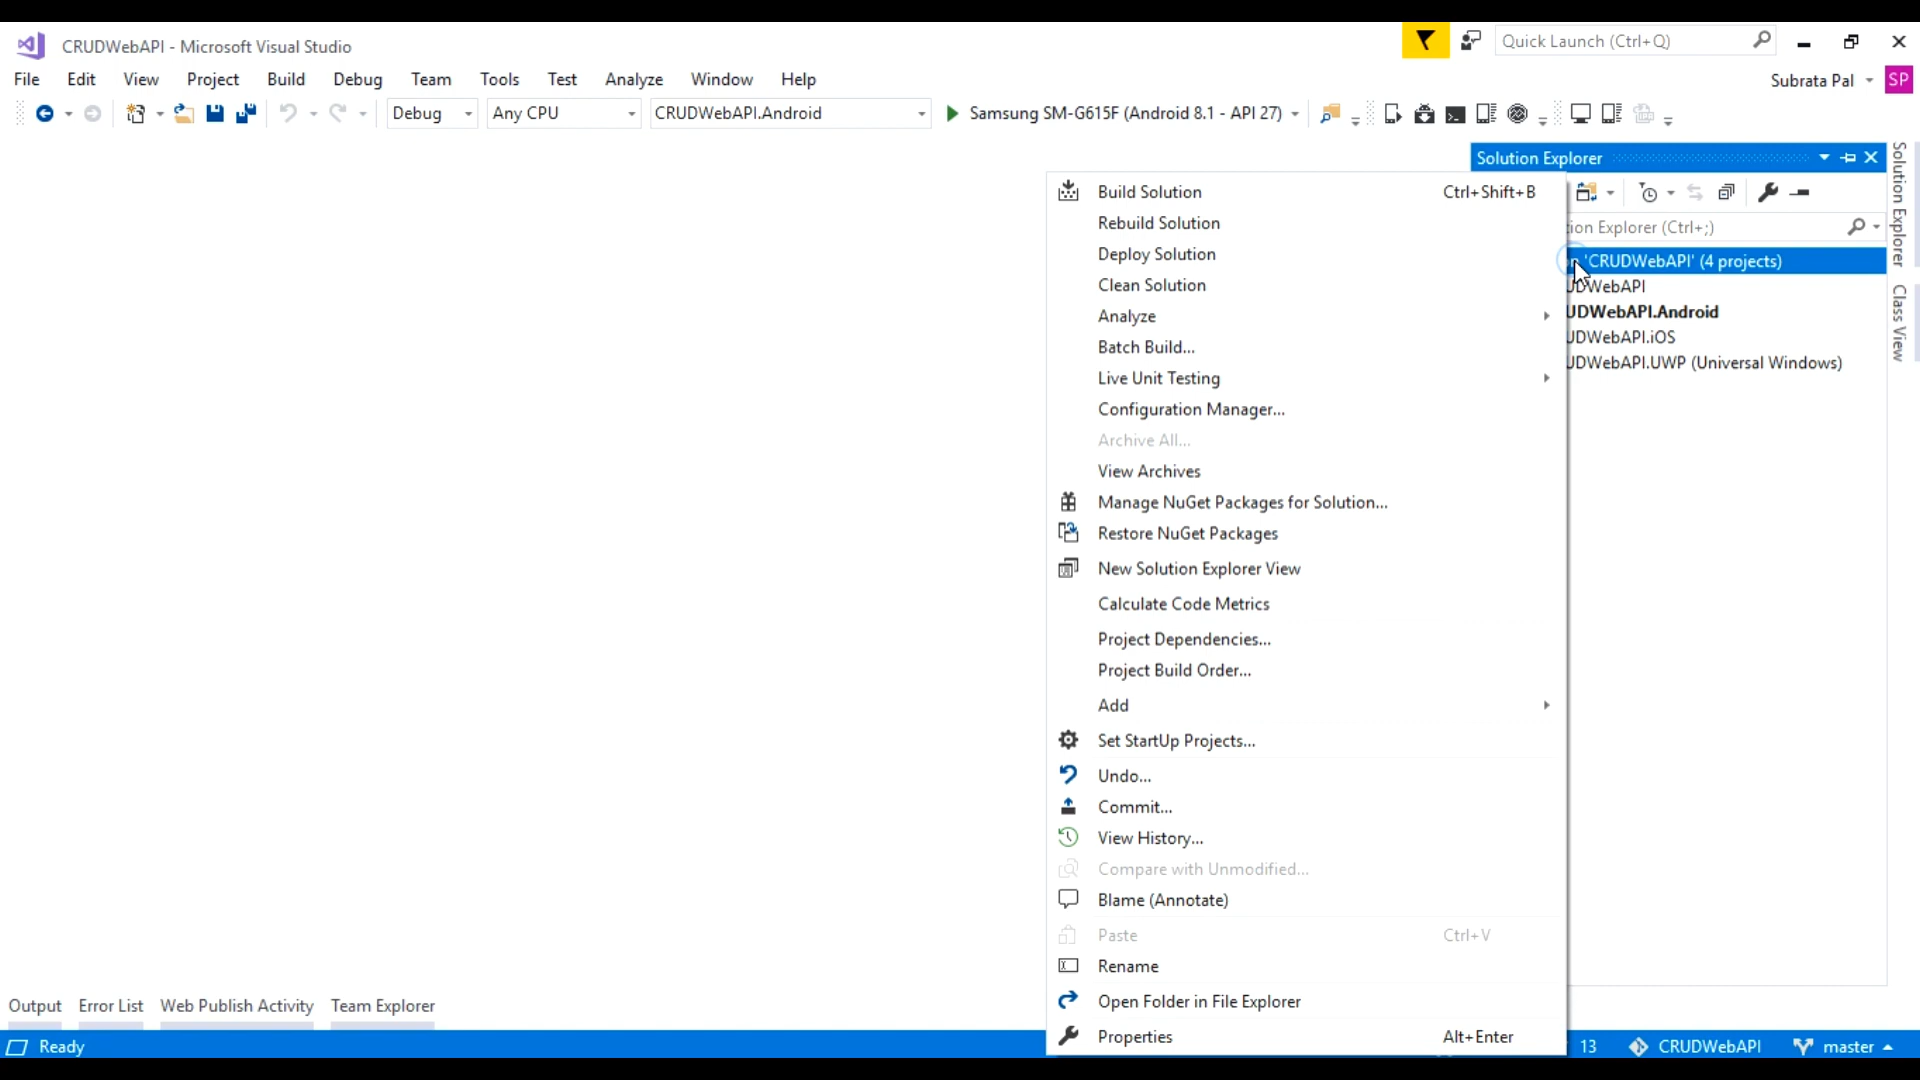 CRUDWebAPI - Microsoft Visual Studio
Quick Launch (Ctrl+Q)
File Edit View Project Build Debug Team Tools Test Analyze Window Help
Subrata Pal SP
Debug Any CPU CRUDWebAPI.Android Samsung SM-G615F (Android 8.1 - API 27)
Solution Explorer
Build Solution Ctrl+Shift+B
Rebuild Solution
Deploy Solution
Clean Solution
Analyze
Batch Build...
Live Unit Testing
Configuration Manager...
Archive All...
View Archives
Manage NuGet Packages for Solution...
Restore NuGet Packages
New Solution Explorer View
Calculate Code Metrics
Project Dependencies...
Project Build Order...
Add
Set StartUp Projects...
Undo...
Commit...
View History...
Compare with Unmodified...
Blame (Annotate)
Paste Ctrl+V
Rename
Open Folder in File Explorer
Properties Alt+Enter
ion Explorer (Ctrl+;)
'CRUDWebAPI' (4 projects)
UDWebAPI
UDWebAPI.Android
UDWebAPI.iOS
UDWebAPI.UWP (Universal Windows)
Solution Explorer
Class View
Output Error List Web Publish Activity Team Explorer
Ready
13 CRUDWebAPI master